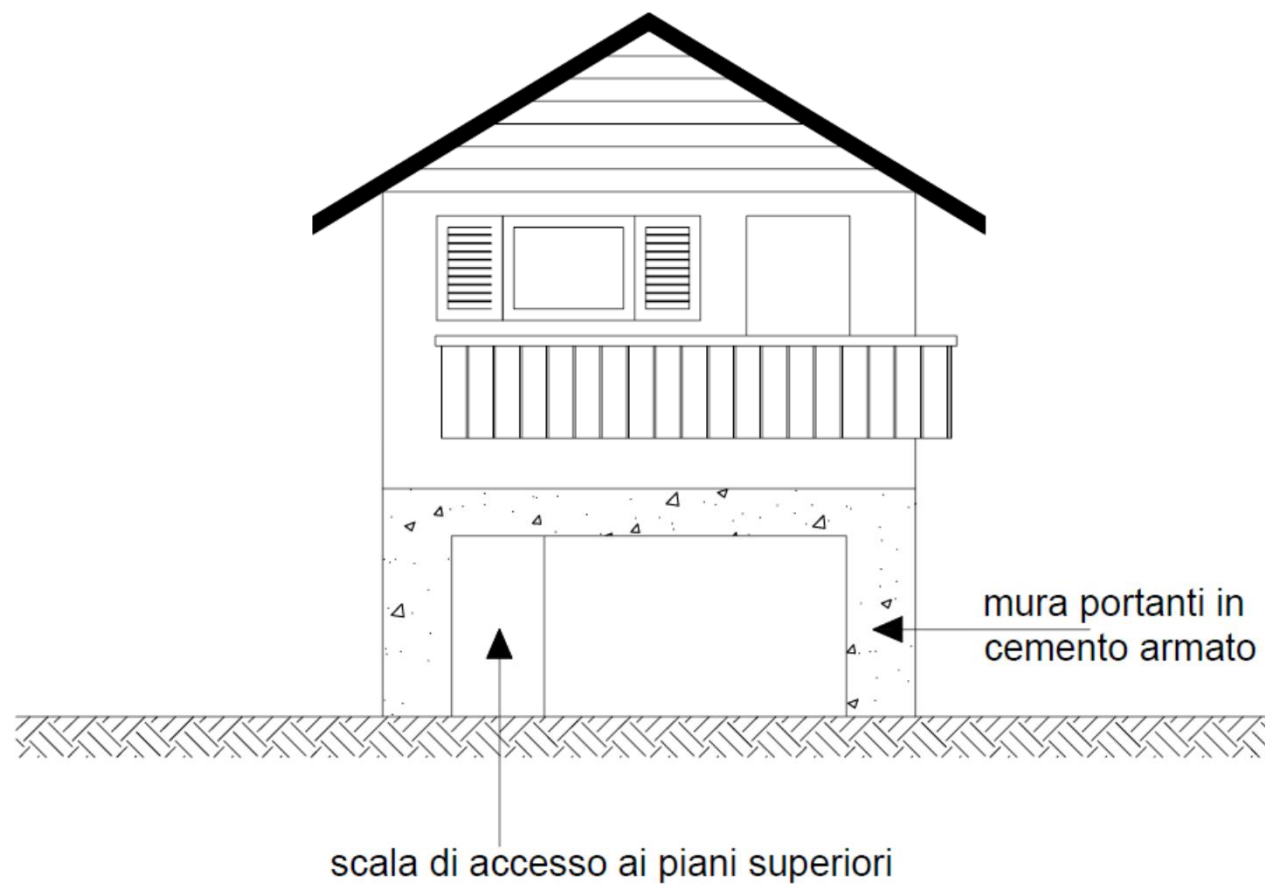 mura portanti in
cemento armato
scala di accesso ai piani superiori